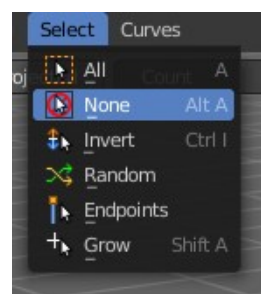 Select Curves
All A
None Alt A
Invert Ctrl I
Random
Endpoints
Grow Shift A